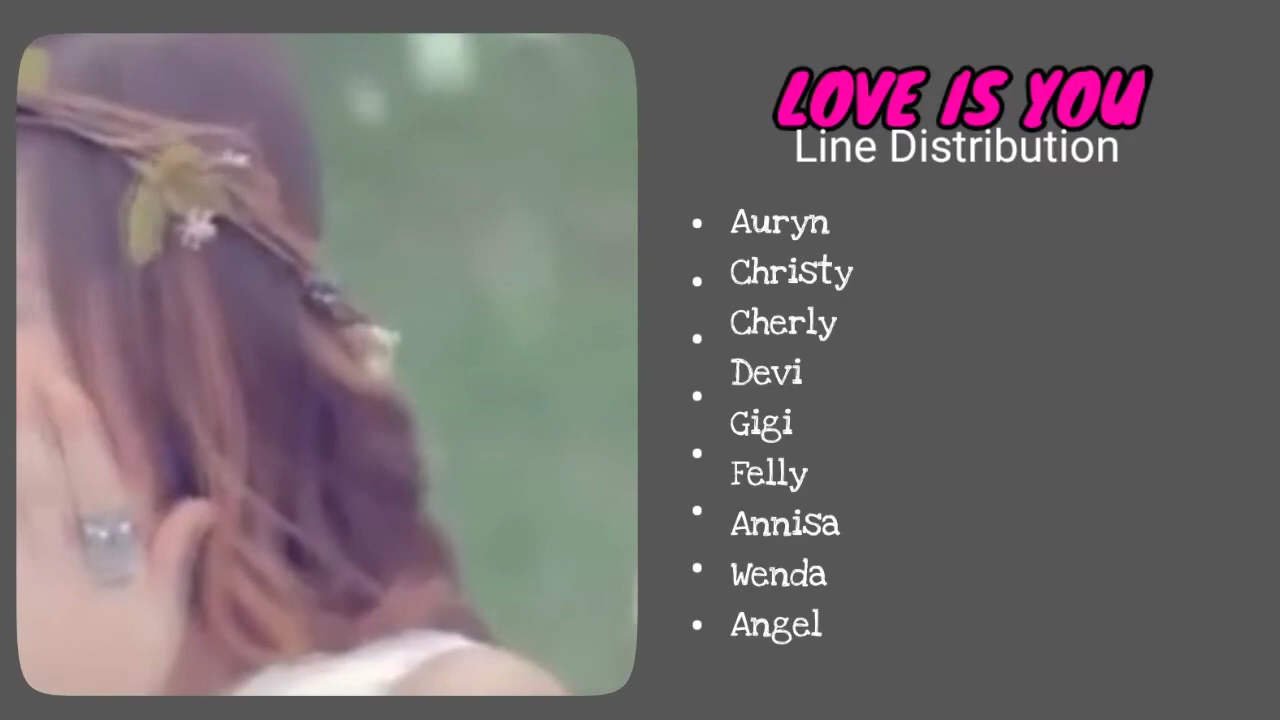 LOVE IS YOU
Line Distribution
• Auryn
• Christy
• Cherly
• Devi
• Gigi
• Felly
• Annisa
• Wenda
• Angel